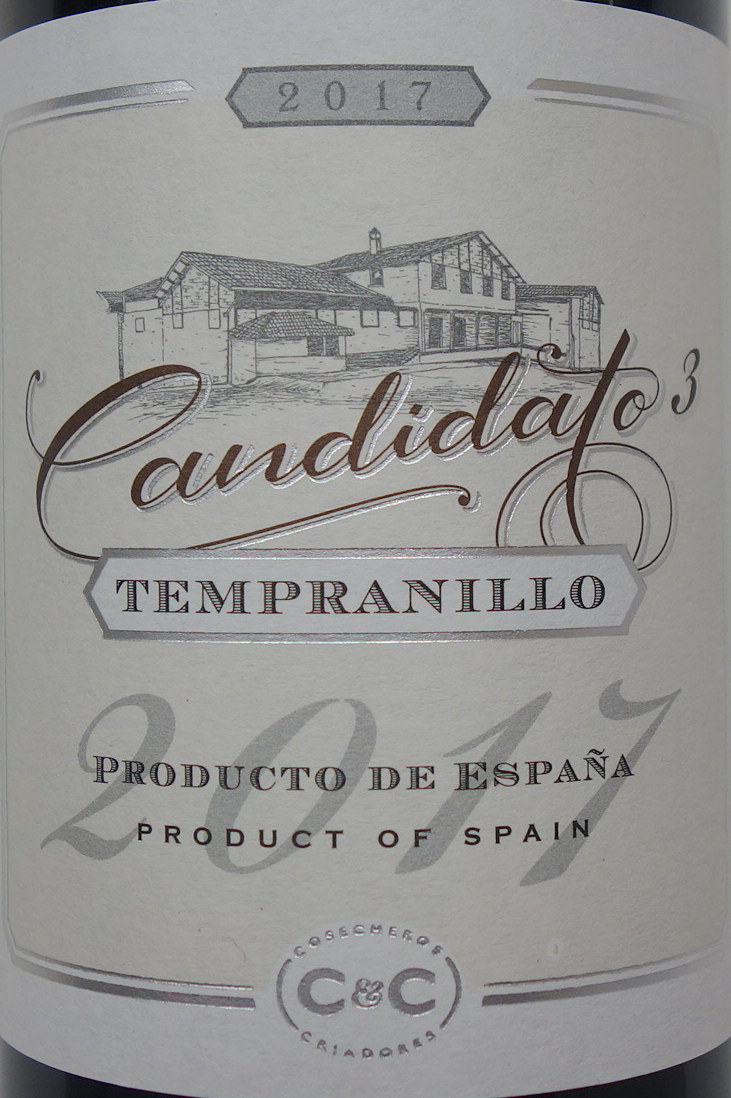 2017
Candidato 3
TEMPRANILLO
2017
PRODUCTO DE ESPAÑA
PRODUCT OF SPAIN
COSECHEROS
C&C
CRIADORES